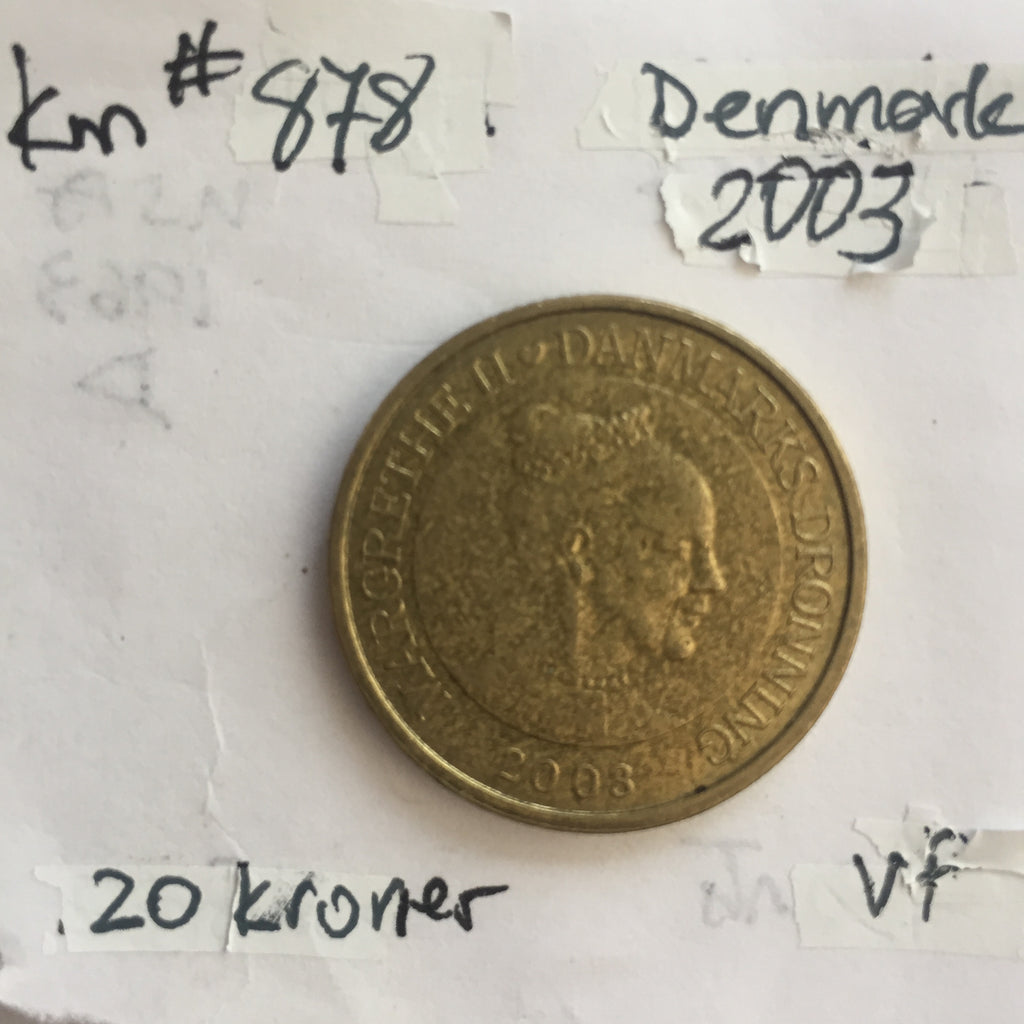 Km # 878
Denmark
2003
MARGRETHE II · DANMARKS DRONNING
2003
20 kroner
Vf